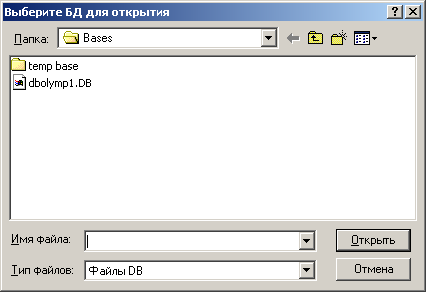 Выберите БД для открытия
Папка: Bases
temp base
dbolymp1.DB
Имя файла: Открыть
Тип файлов: Файлы DB Отмена